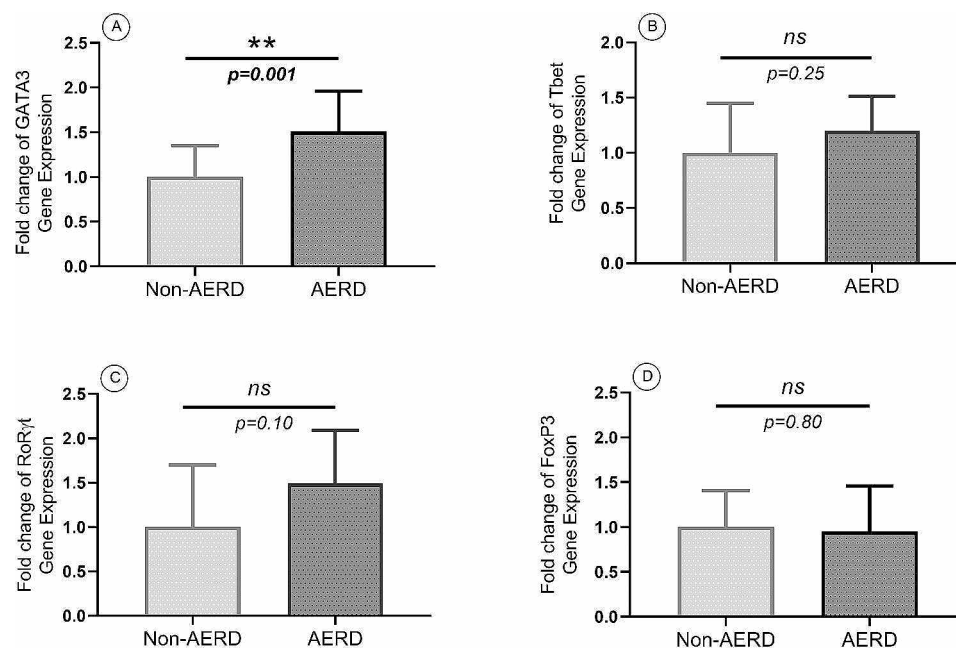 A
Fold change of GATA3
Gene Expression
2.5
2.0
1.5
1.0
0.5
0.0
**
p=0.001
Non-AERD
AERD
B
Fold change of Tbet
Gene Expression
2.0
1.5
1.0
0.5
0.0
ns
p=0.25
Non-AERD
AERD
C
Fold change of RoRγt
Gene Expression
2.5
2.0
1.5
1.0
0.5
0.0
ns
p=0.10
Non-AERD
AERD
D
Fold change of FoxP3
Gene Expression
2.5
2.0
1.5
1.0
0.5
0.0
ns
p=0.80
Non-AERD
AERD